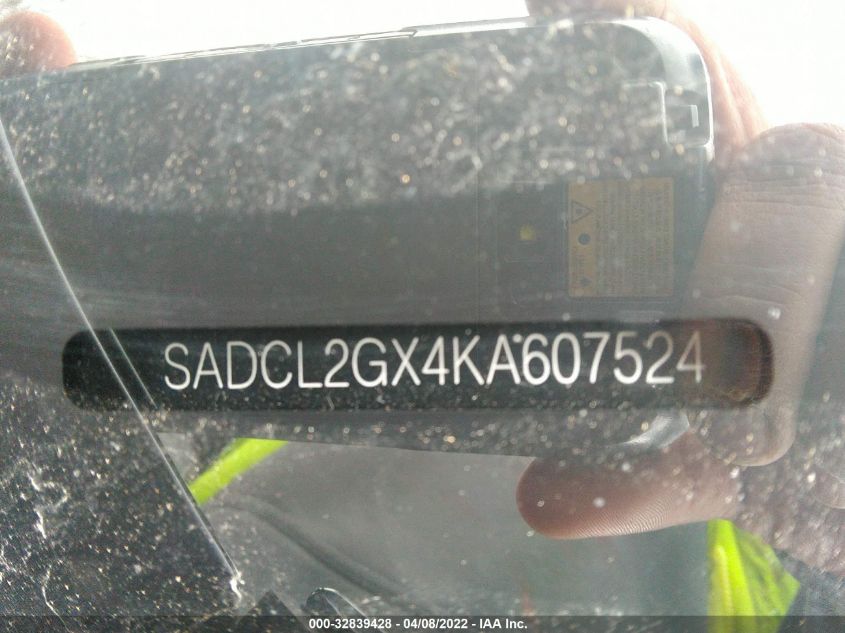 SADCL2GX4KA607524
000-32839428 - 04/08/2022 - IAA Inc.